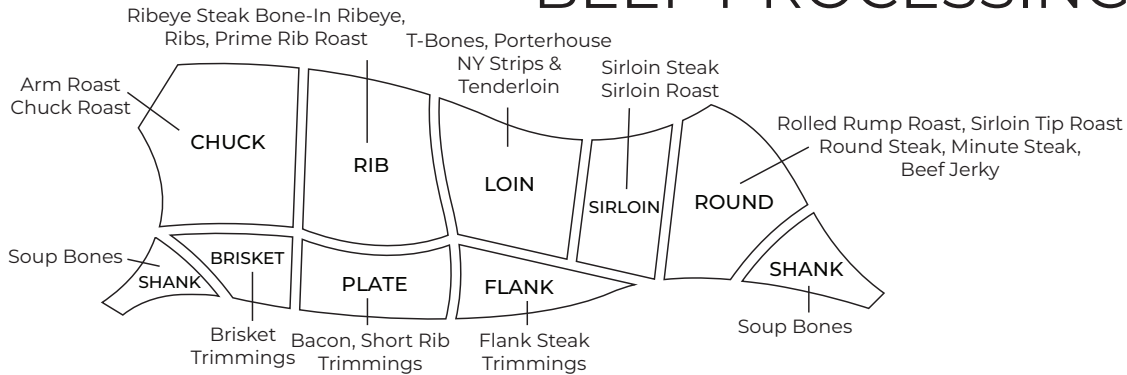 BEEF PROCESSING
Ribeye Steak Bone-In Ribeye,
Ribs, Prime Rib Roast
T-Bones, Porterhouse
NY Strips &
Tenderloin
Sirloin Steak
Sirloin Roast
Arm Roast
Chuck Roast
Rolled Rump Roast, Sirloin Tip Roast
Round Steak, Minute Steak,
Beef Jerky
CHUCK
RIB
LOIN
SIRLOIN
ROUND
Soup Bones
SHANK
BRISKET
PLATE
FLANK
SHANK
Brisket
Trimmings
Bacon, Short Rib
Trimmings
Flank Steak
Trimmings
Soup Bones